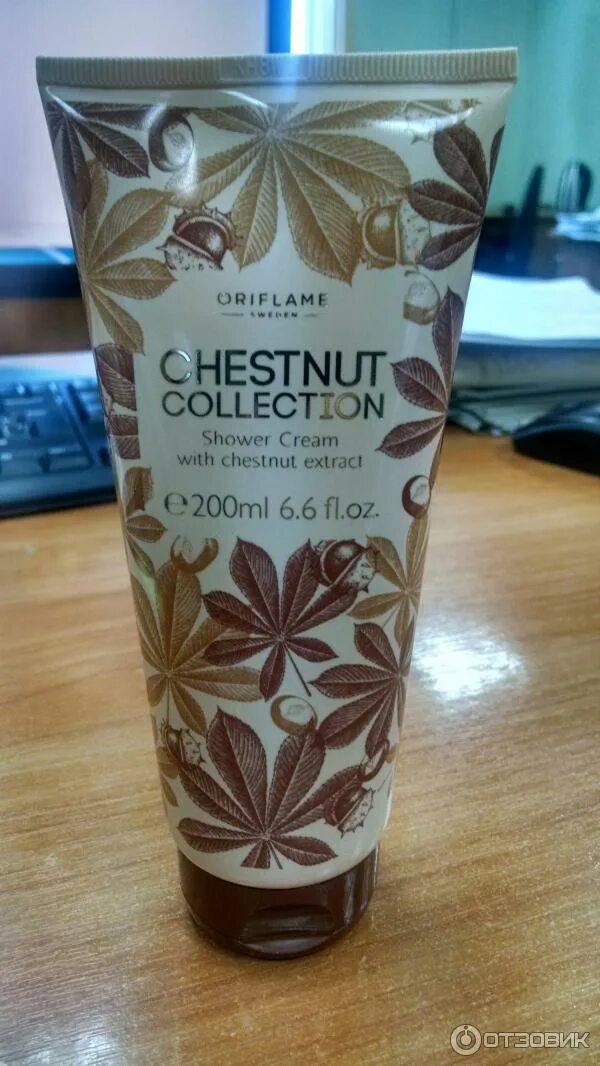 ORIFLAME
SWEDEN
CHESTNUT
COLLECTION
Shower Cream
with chestnut extract
℮200ml 6.6 fl.oz.
ОТЗОВИК